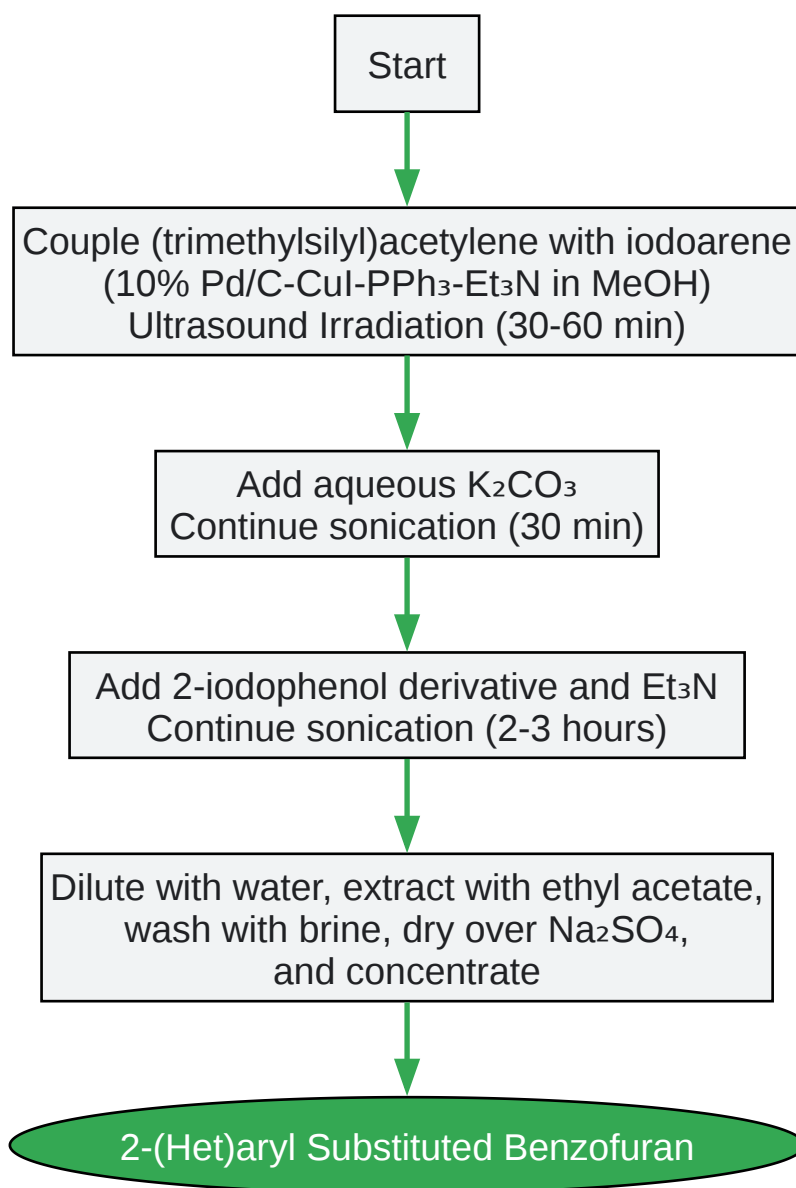 Start
Couple (trimethylsilyl)acetylene with iodoarene
(10% Pd/C-CuI-PPh₃-Et₃N in MeOH)
Ultrasound Irradiation (30-60 min)
Add aqueous K₂CO₃
Continue sonication (30 min)
Add 2-iodophenol derivative and Et₃N
Continue sonication (2-3 hours)
Dilute with water, extract with ethyl acetate,
wash with brine, dry over Na₂SO₄,
and concentrate
2-(Het)aryl Substituted Benzofuran